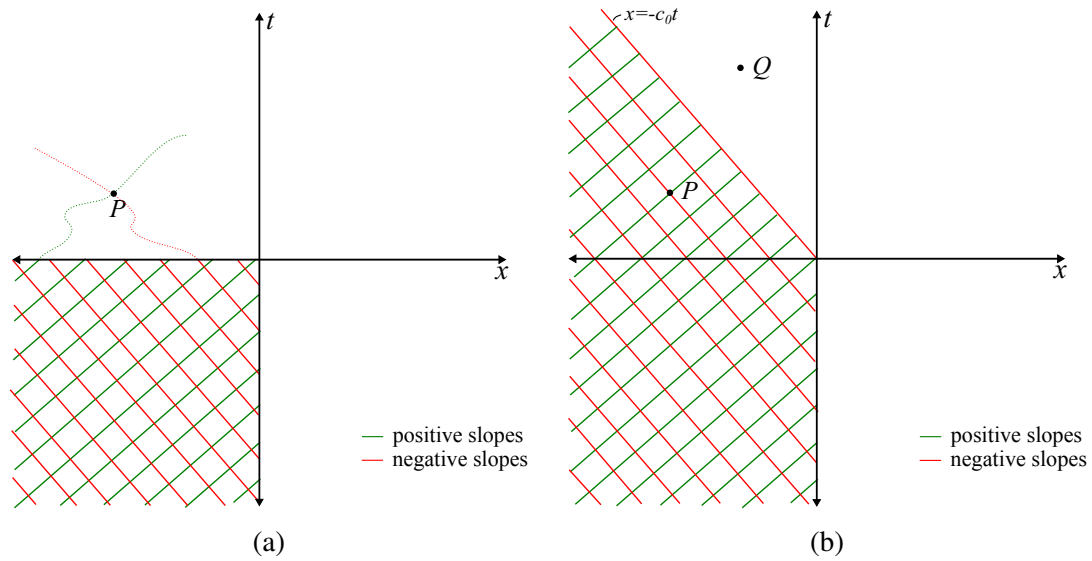 t
x
P
positive slopes
negative slopes
(a)
x=-c₀t
t
x
Q
P
positive slopes
negative slopes
(b)